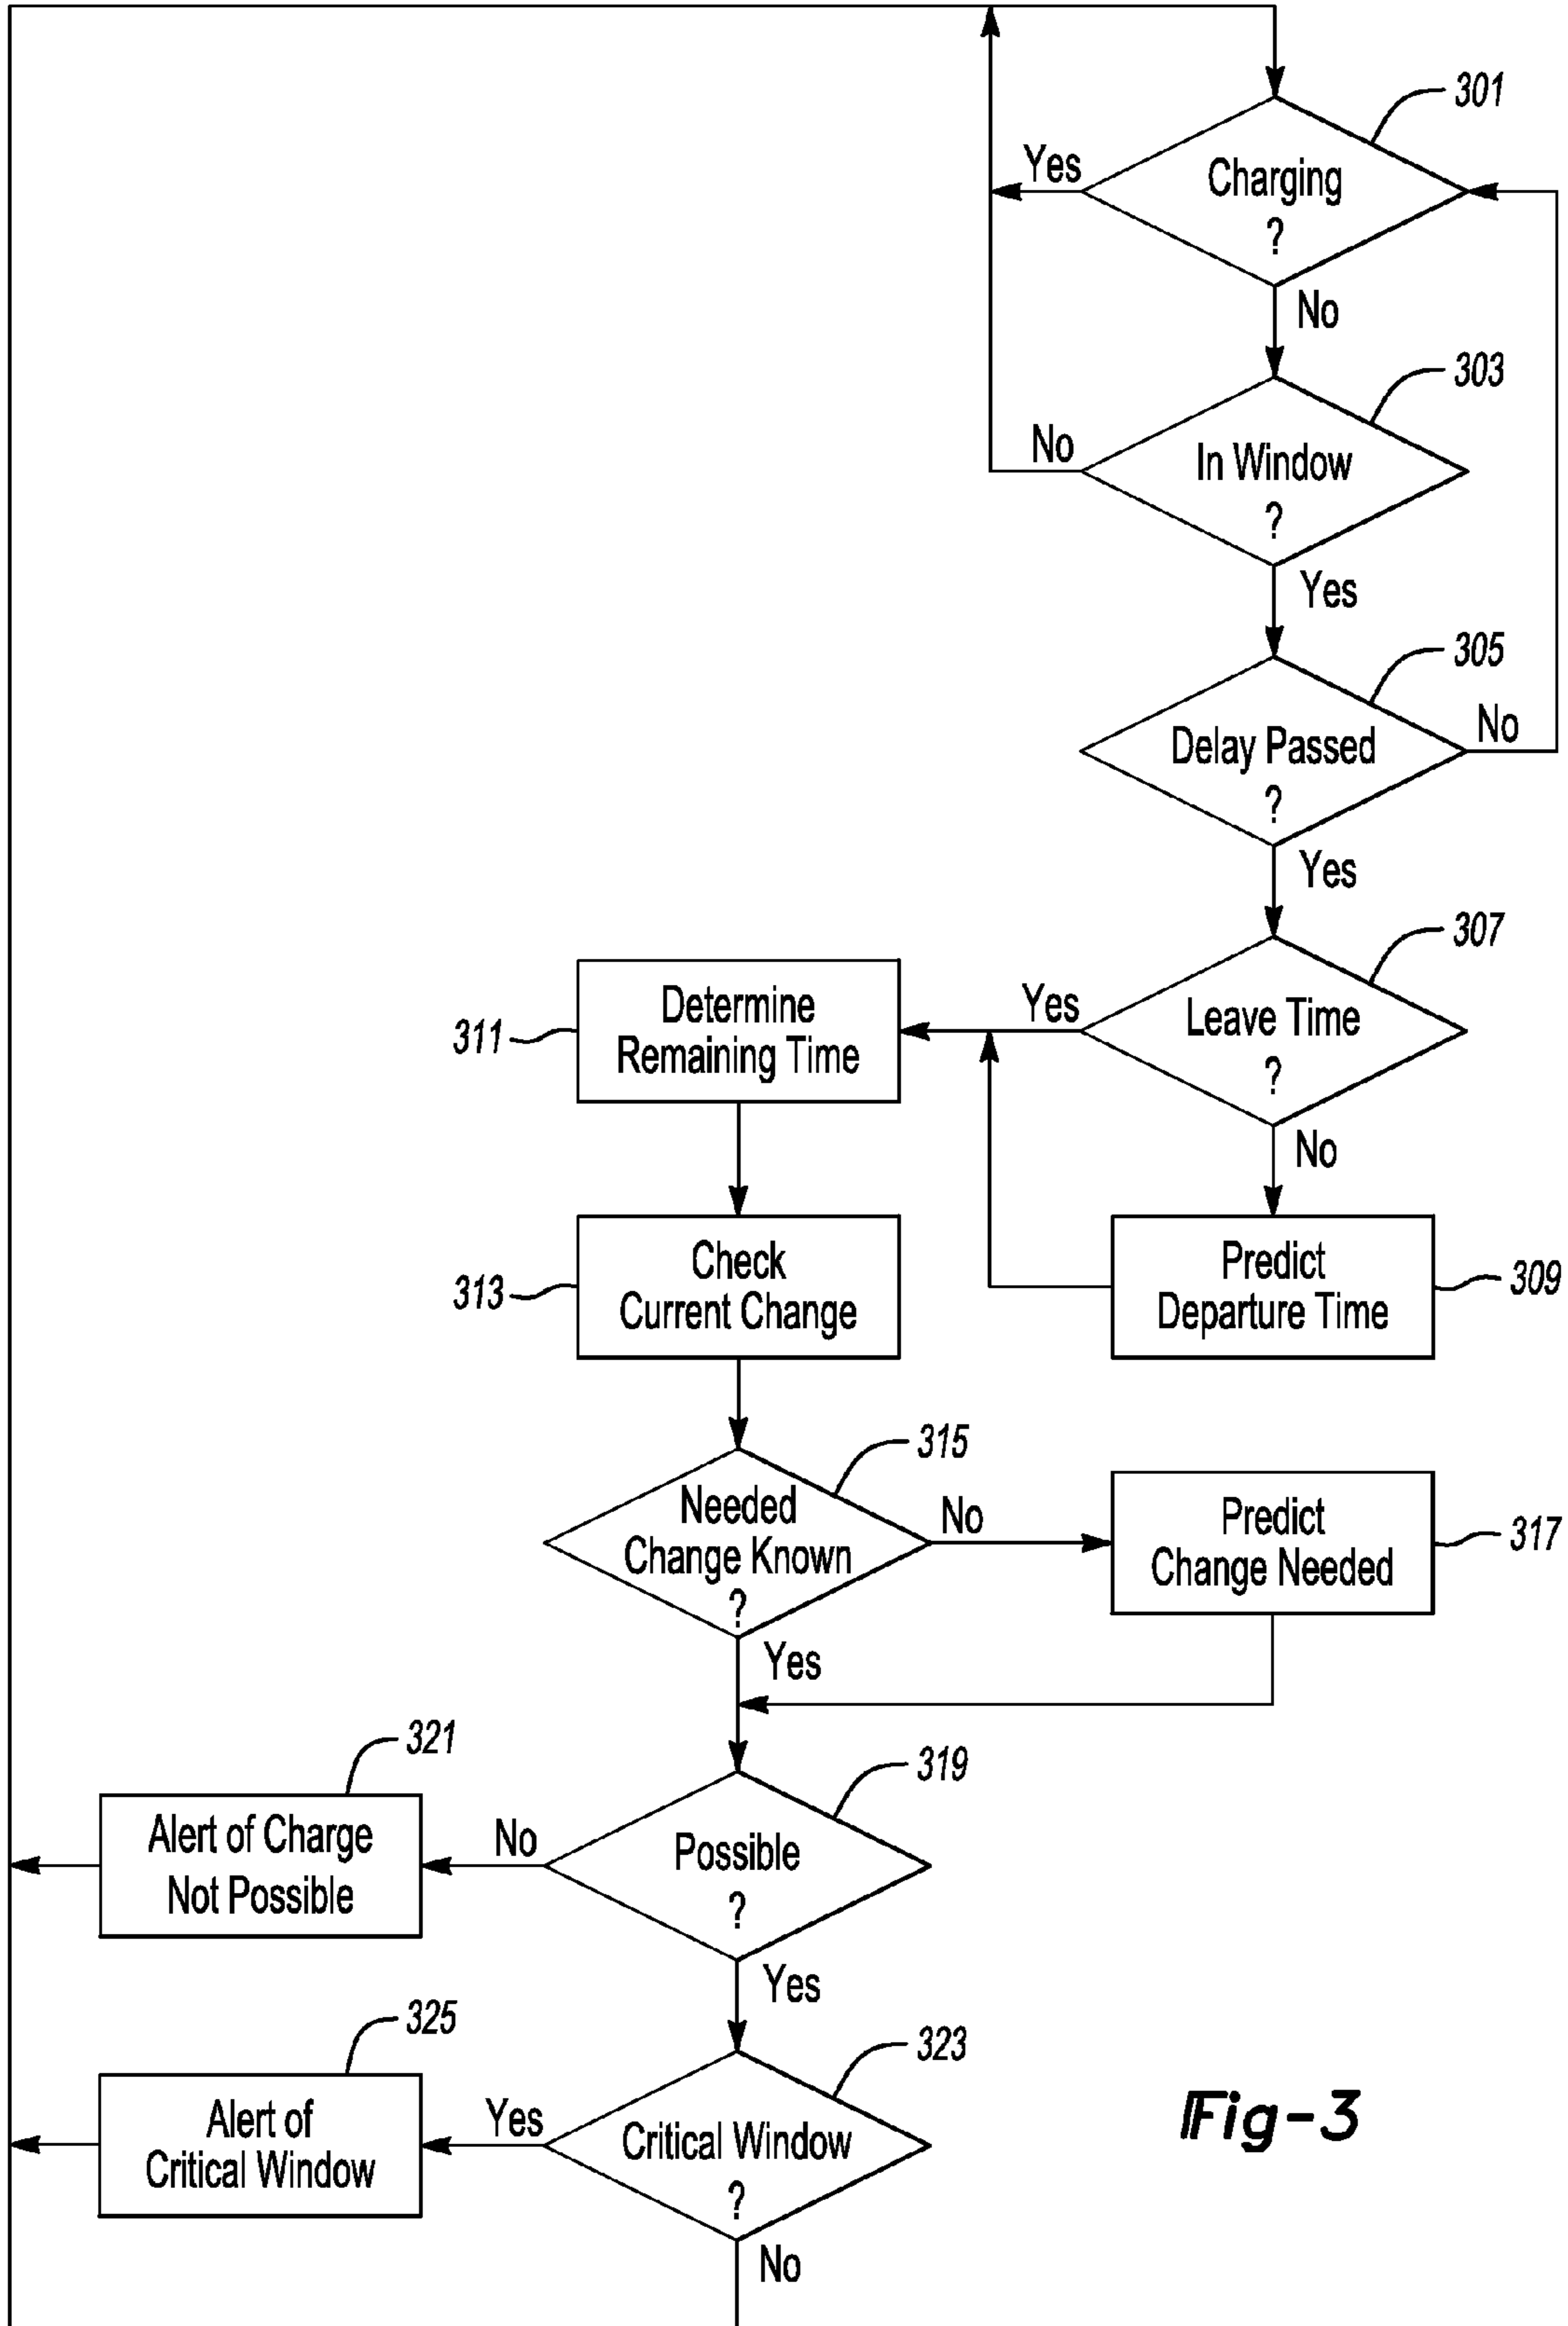 301
Yes
Charging
?
No
303
No
In Window
?
Yes
305
Delay Passed
?
No
Yes
307
Leave Time
?
Yes
No
311
Determine
Remaining Time
309
Predict
Departure Time
313
Check
Current Change
315
Needed
Change Known
?
No
Yes
317
Predict
Change Needed
319
Possible
?
No
Yes
321
Alert of Charge
Not Possible
323
Critical Window
?
Yes
No
325
Alert of
Critical Window
Fig-3